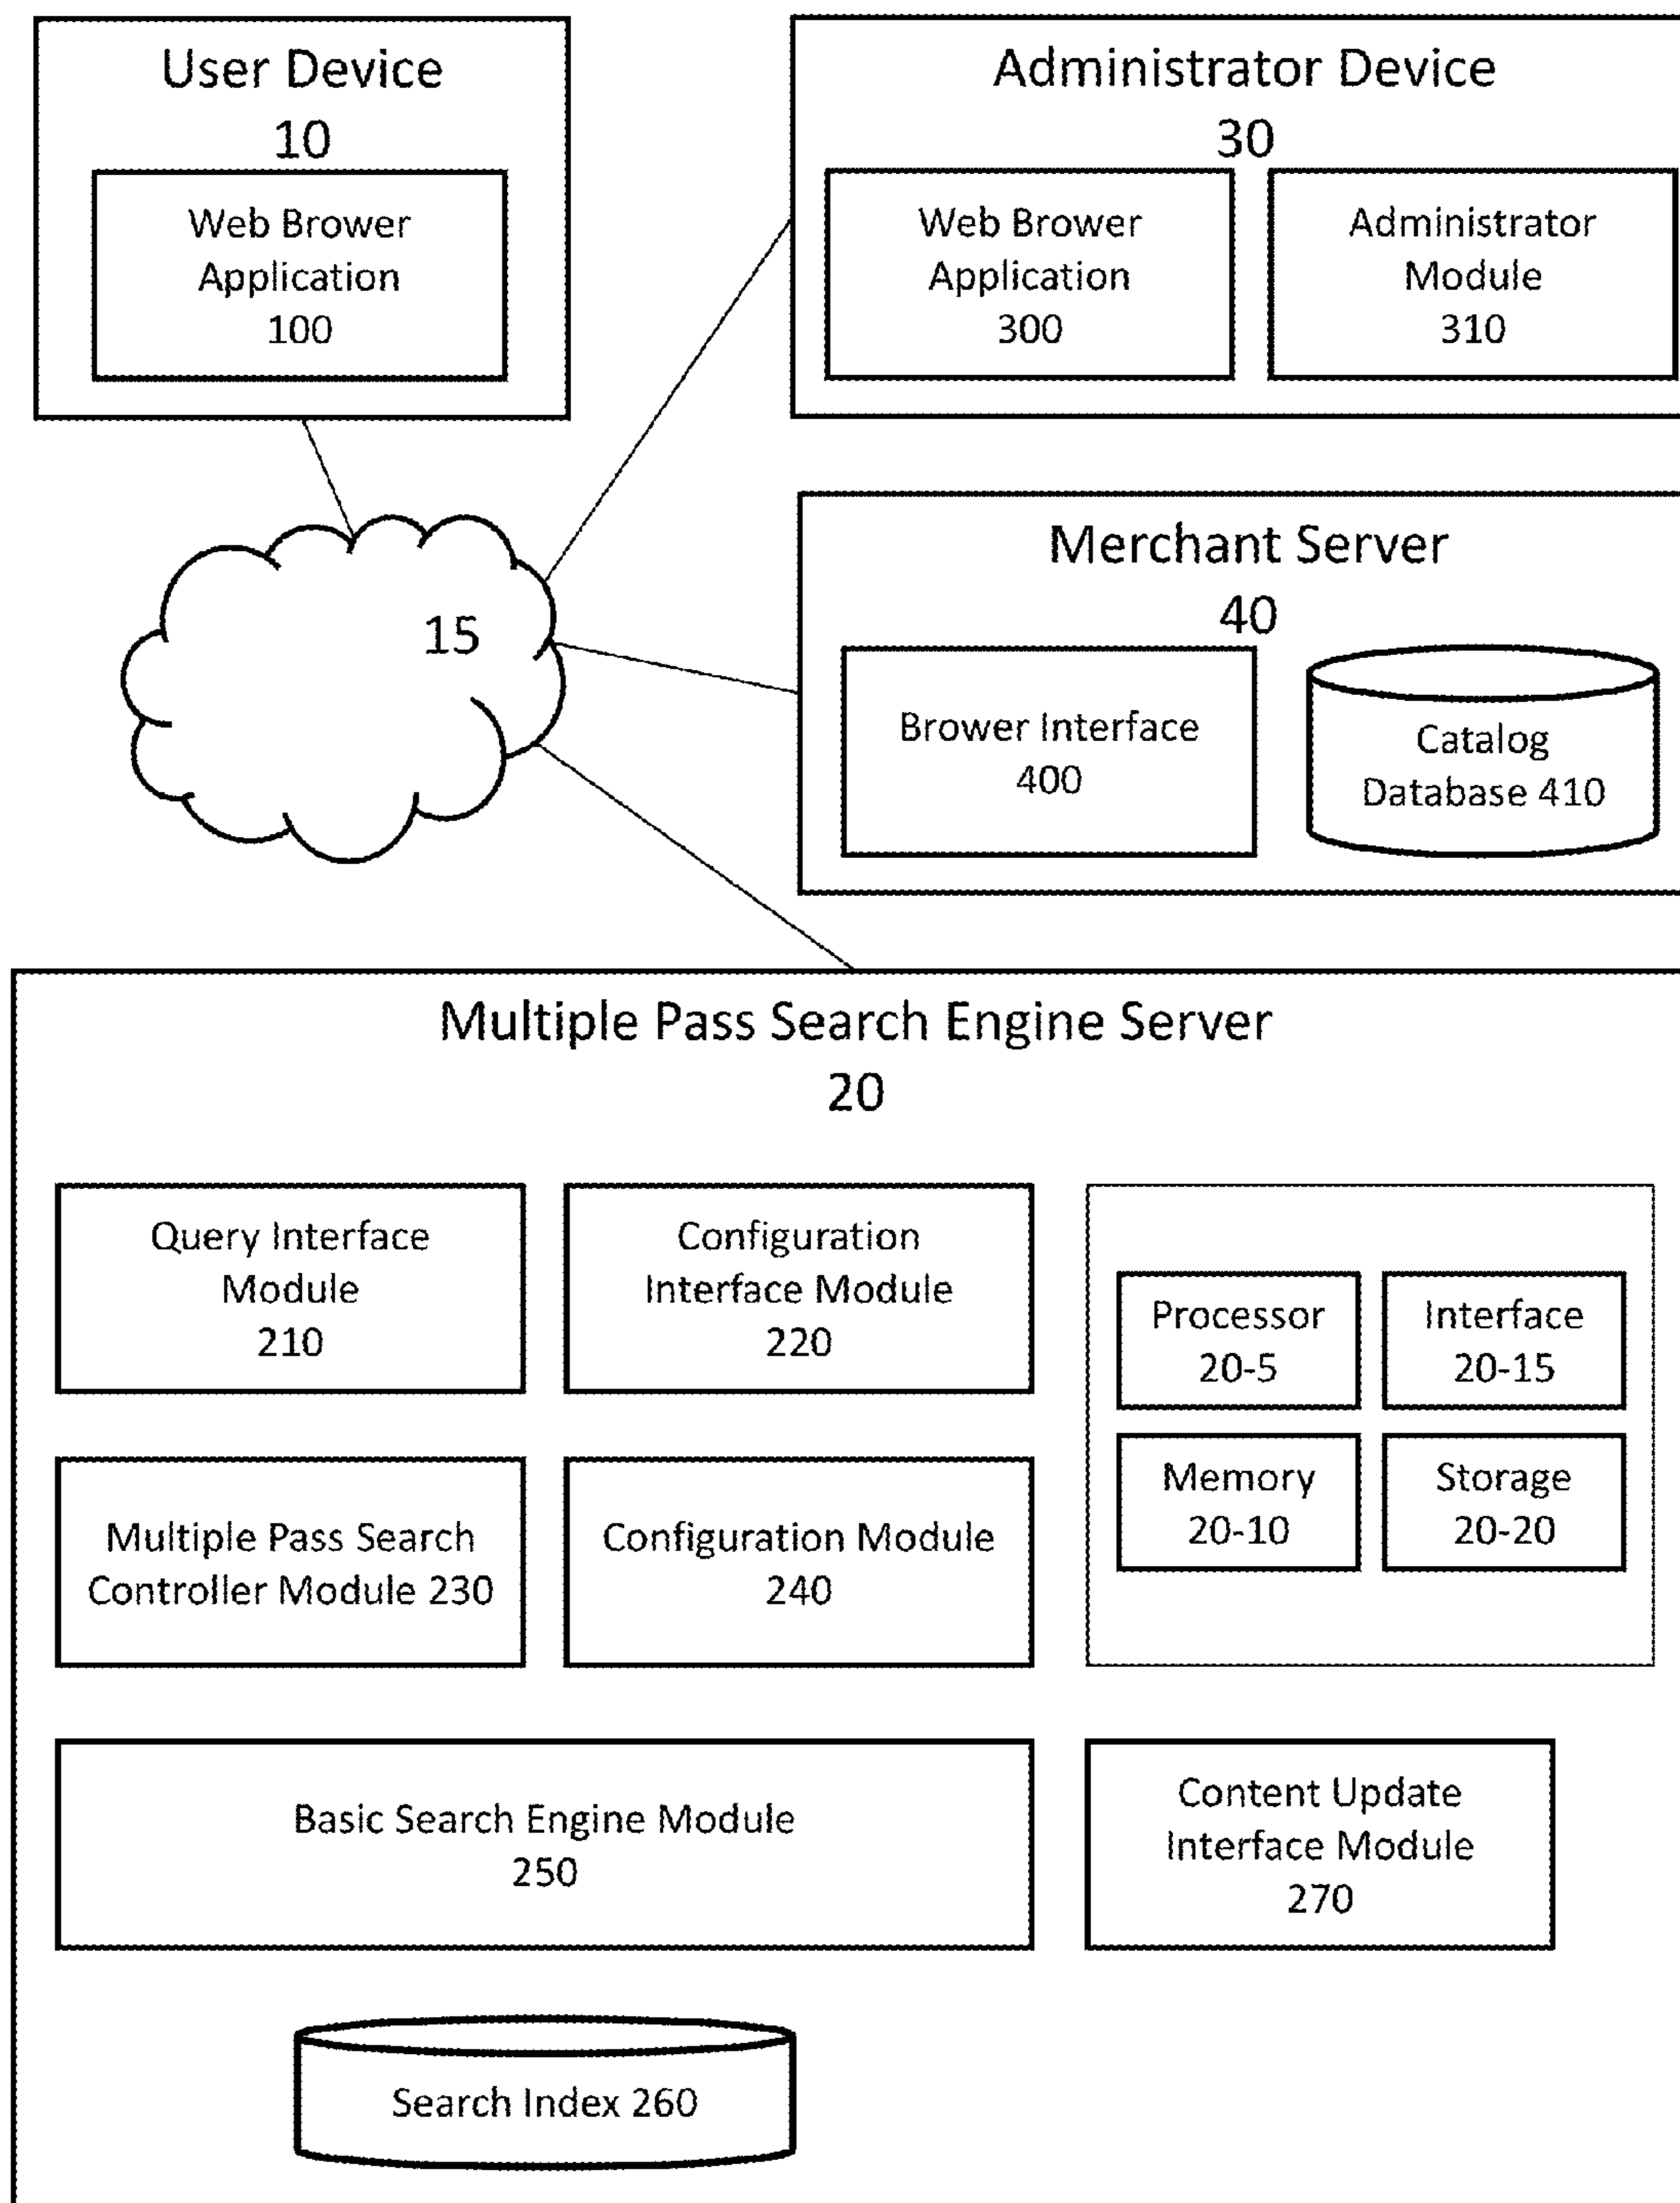 User Device
10
Web Brower
Application
100
Administrator Device
30
Web Brower
Application
300
Administrator
Module
310
15
Merchant Server
40
Brower Interface
400
Catalog
Database 410
Multiple Pass Search Engine Server
20
Query Interface
Module
210
Configuration
Interface Module
220
Processor
20-5
Interface
20-15
Memory
20-10
Storage
20-20
Multiple Pass Search
Controller Module 230
Configuration Module
240
Basic Search Engine Module
250
Content Update
Interface Module
270
Search Index 260